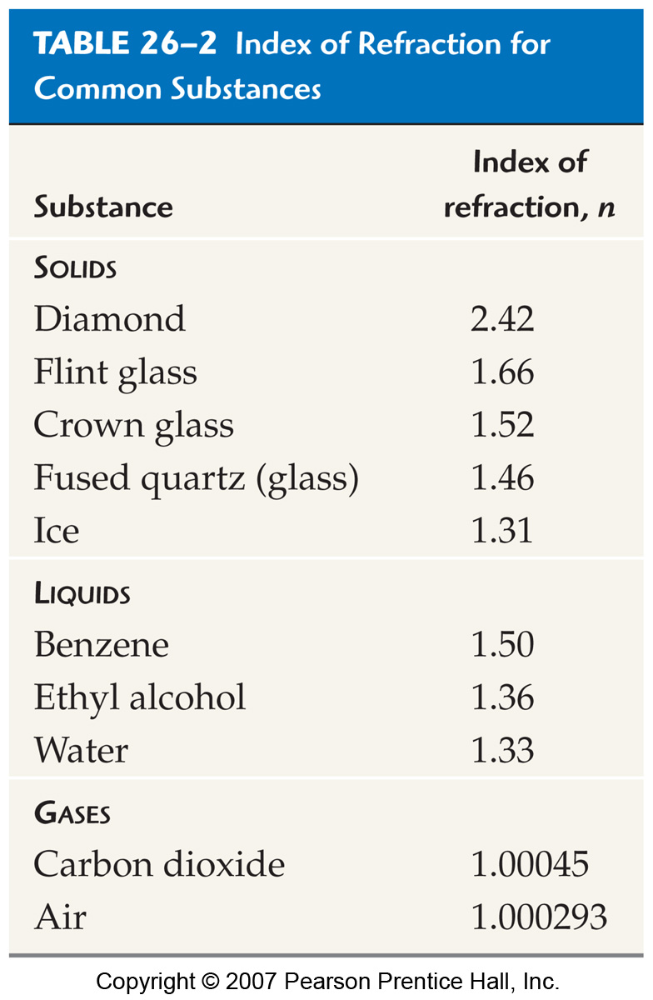 TABLE 26–2 Index of Refraction for
Common Substances
Index of
Substance refraction, n
SOLIDS
Diamond 2.42
Flint glass 1.66
Crown glass 1.52
Fused quartz (glass) 1.46
Ice 1.31
LIQUIDS
Benzene 1.50
Ethyl alcohol 1.36
Water 1.33
GASES
Carbon dioxide 1.00045
Air 1.000293
Copyright © 2007 Pearson Prentice Hall, Inc.